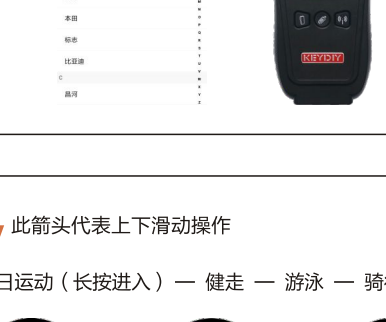 本田
标志
比亚迪
C
昌河
KEYDIY
此箭头代表上下滑动操作
日运动（长按进入）— 健走 — 游泳 — 骑